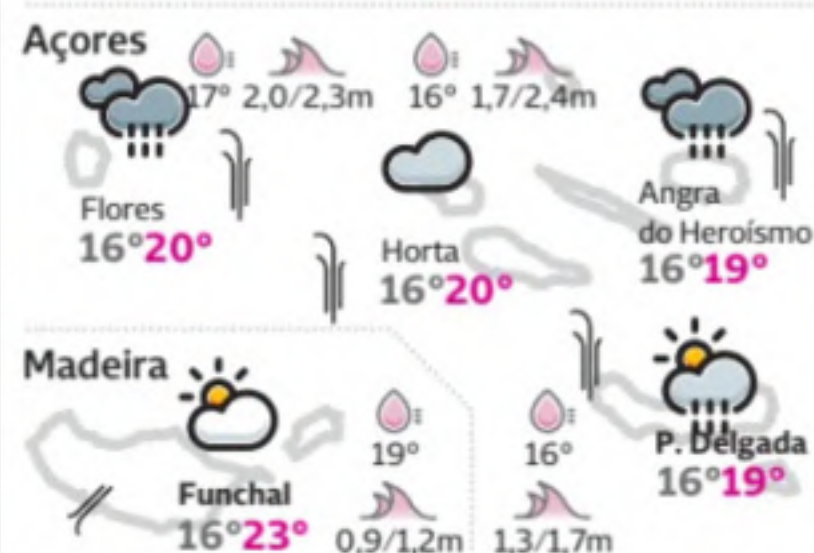 Açores
17° 2,0/2,3m 16° 1,7/2,4m
Flores
16°20°
Horta
16°20°
Angra
do Heroísmo
16°19°
Madeira
Funchal
16°23°
19°
0,9/1,2m
16°
1,3/1,7m
P. Delgada
16°19°